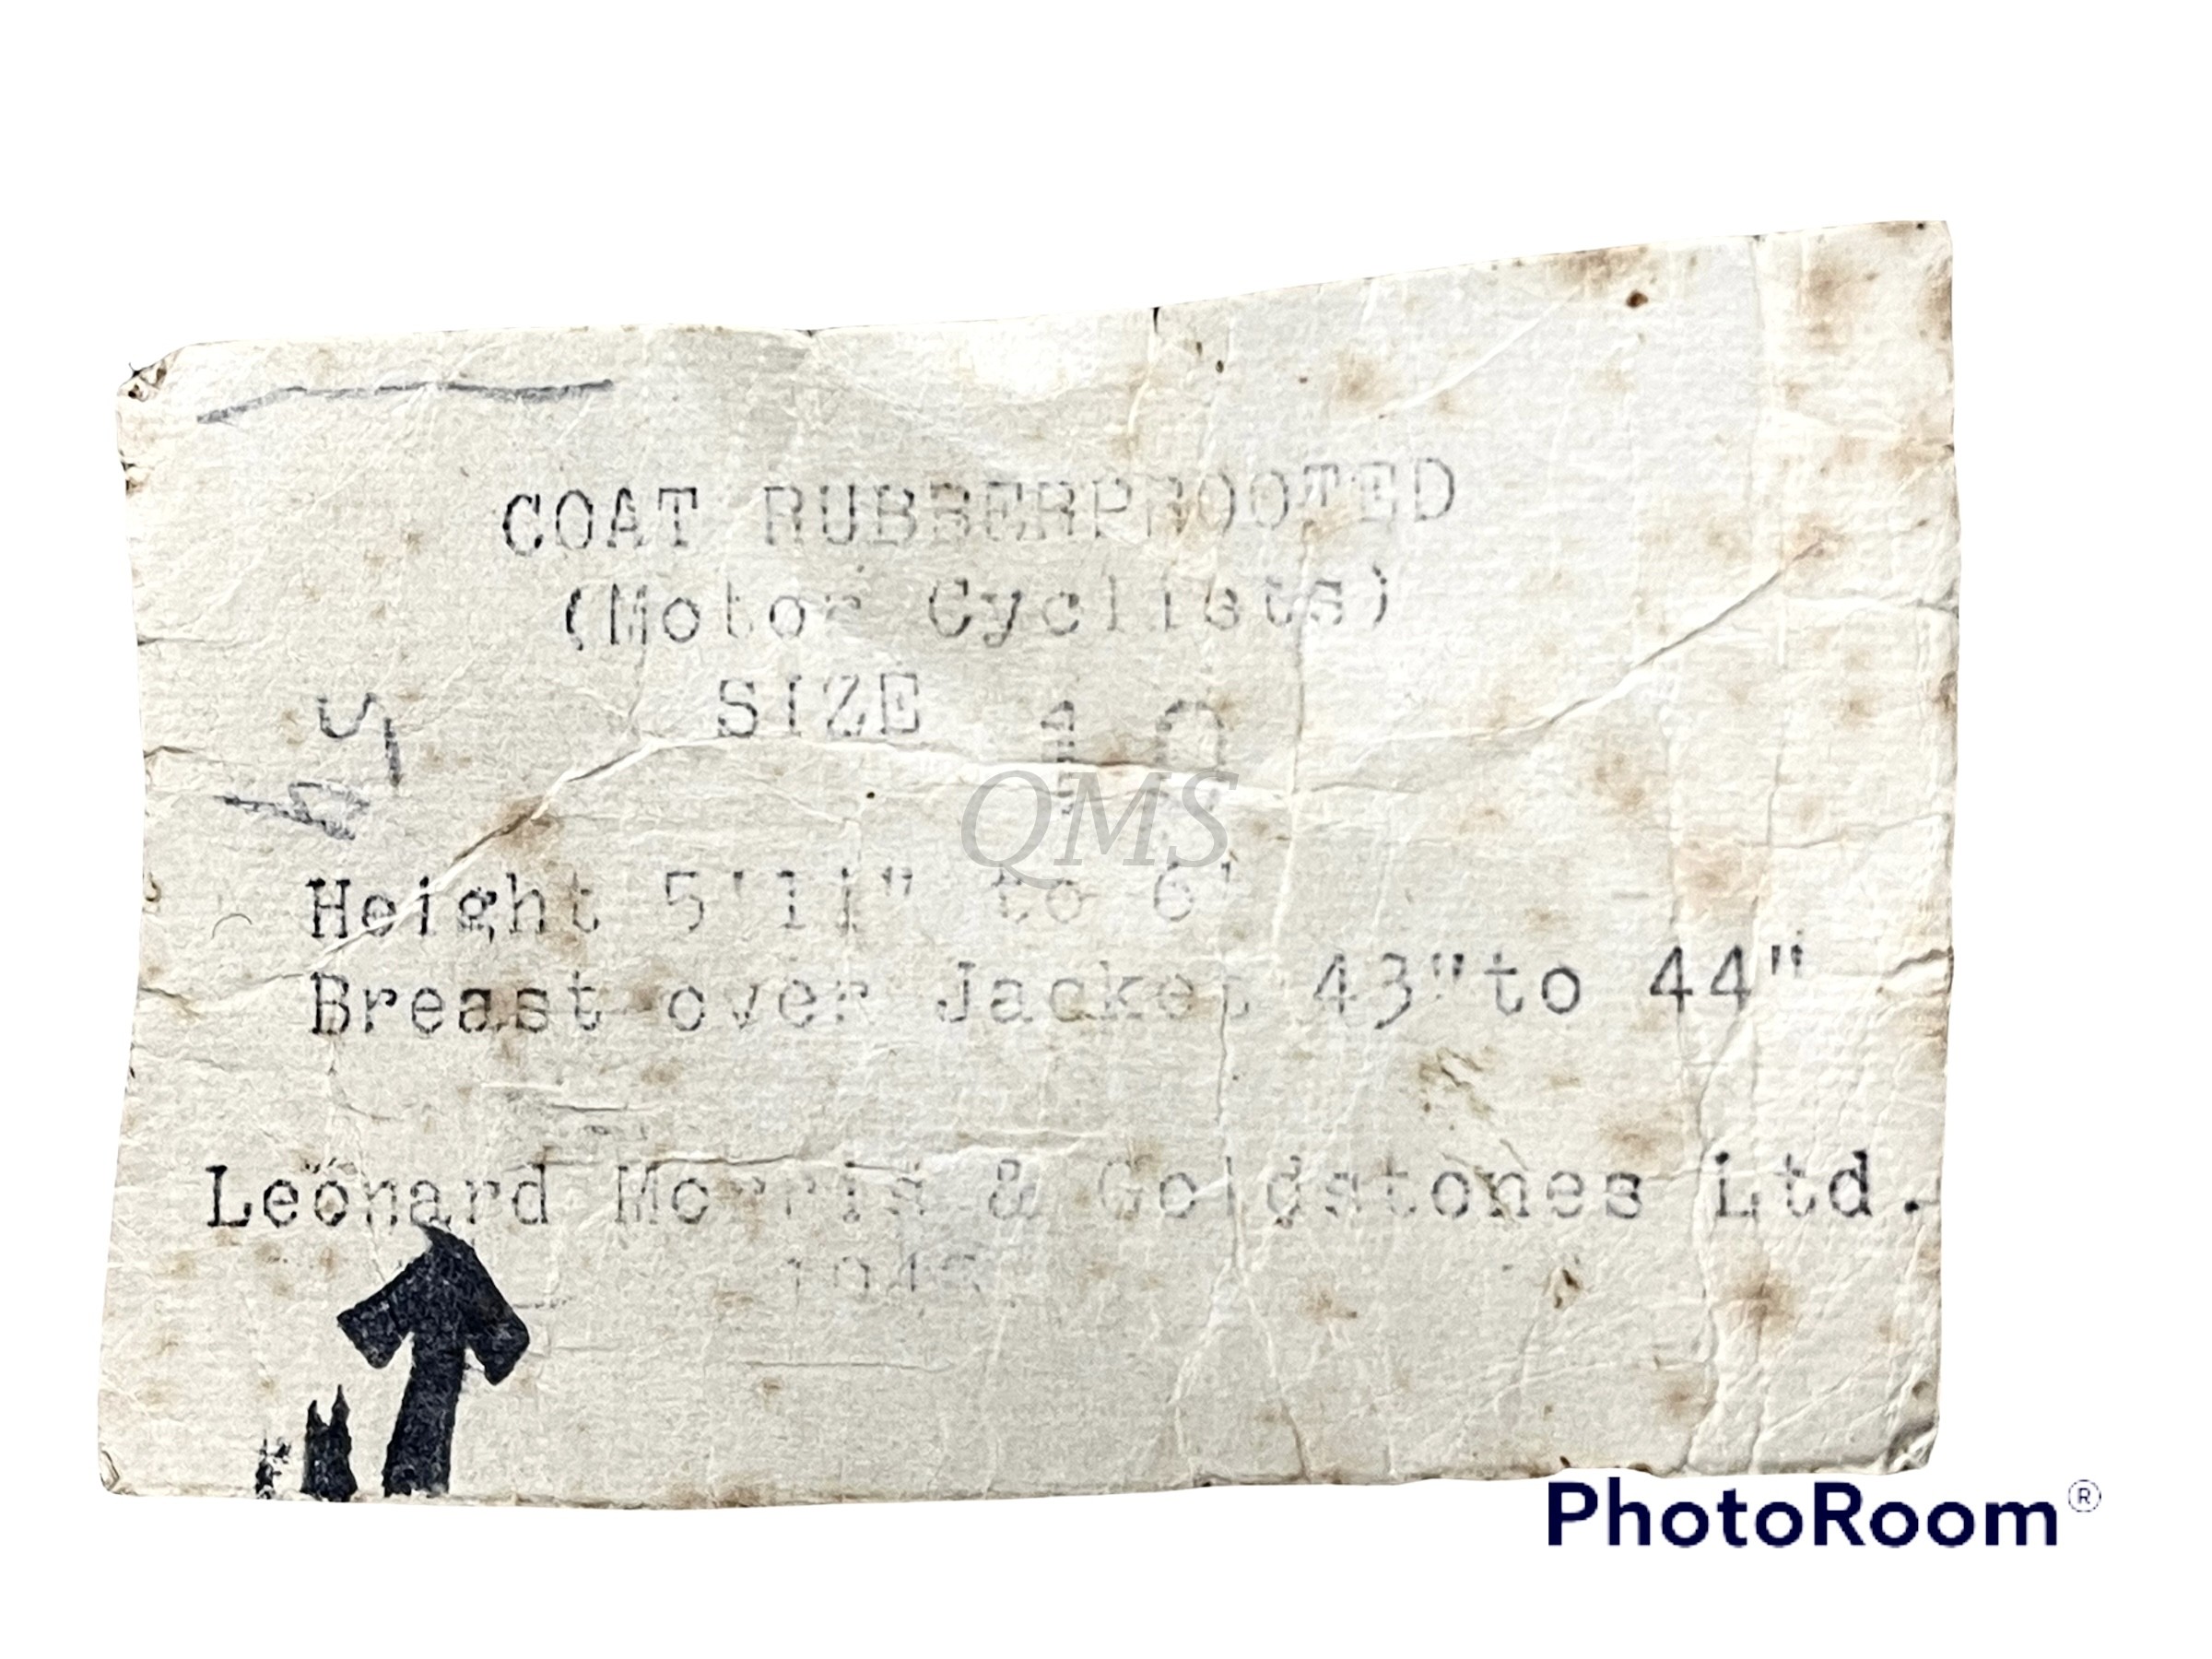 COAT RUBBERPROOTED
(Motor Cyclists)
SIZE 10
QMS
Height 5'11" to 6'
Breast over Jacket 43"to 44"
Leonard Morris & Goldstones Ltd.
PhotoRoom®